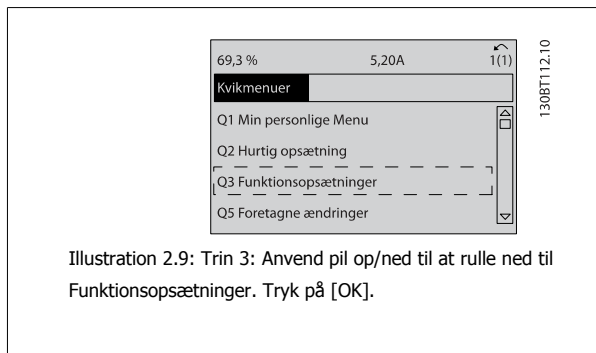 69,3 % 5,20A 1(1)
Kvikmenuer
Q1 Min personlige Menu
Q2 Hurtig opsætning
Q3 Funktionsopsætninger
Q5 Foretagne ændringer
130BT112.10
Illustration 2.9: Trin 3: Anvend pil op/ned til at rulle ned til
Funktionsopsætninger. Tryk på [OK].